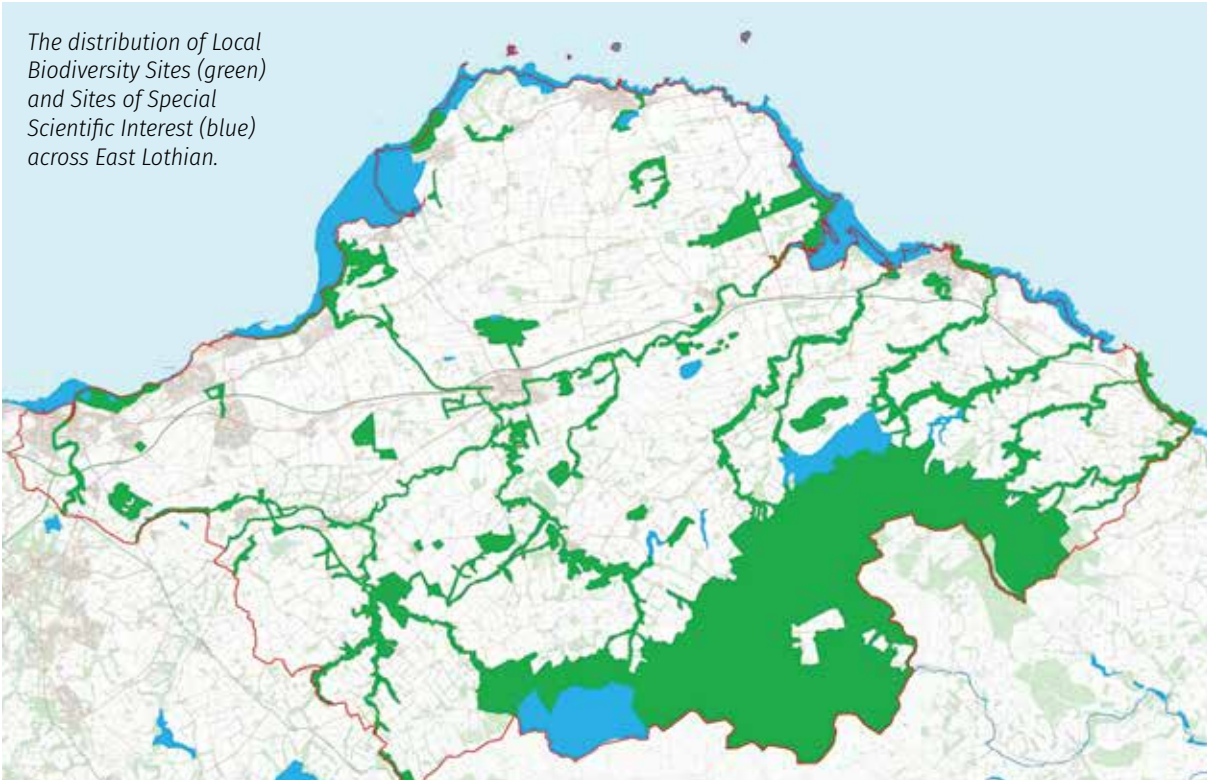 The distribution of Local
Biodiversity Sites (green)
and Sites of Special
Scientific Interest (blue)
across East Lothian.